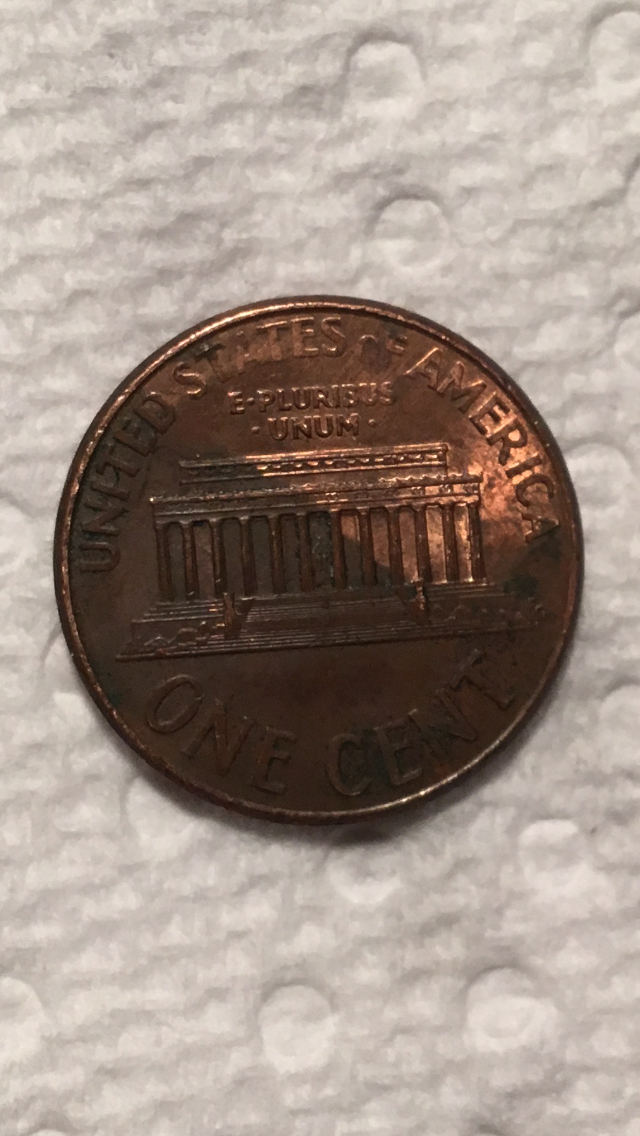 UNITED STATES OF AMERICA
E·PLURIBUS
·UNUM·
ONE CENT